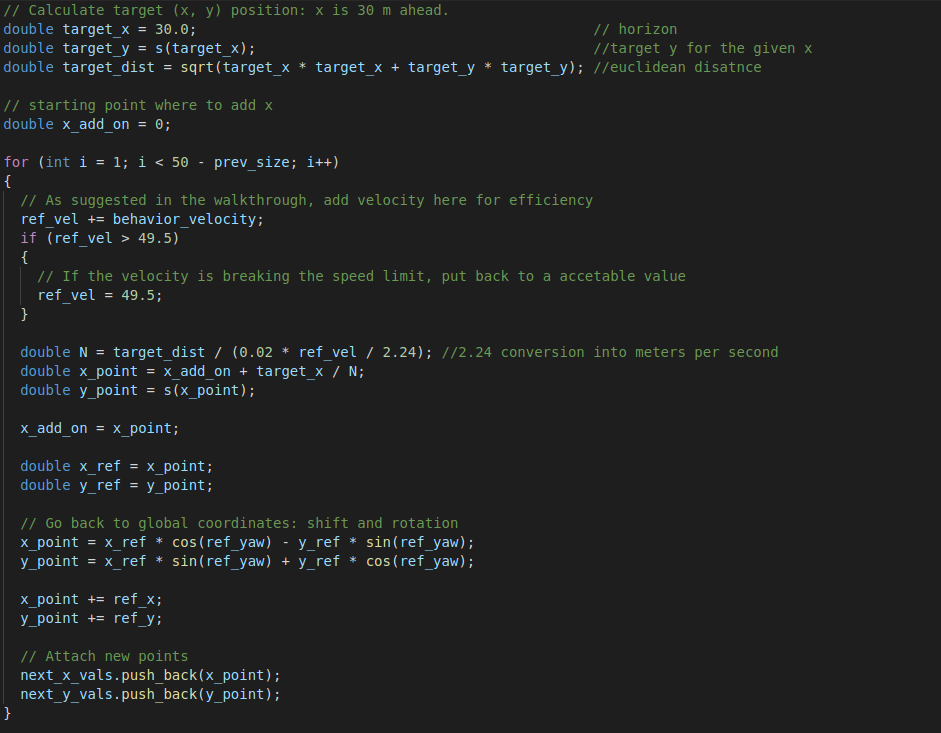 // Calculate target (x, y) position: x is 30 m ahead.
double target_x = 30.0; // horizon
double target_y = s(target_x); //target y for the given x
double target_dist = sqrt(target_x * target_x + target_y * target_y); //euclidean disatnce
// starting point where to add x
double x_add_on = 0;
for (int i = 1; i < 50 - prev_size; i++)
{
// As suggested in the walkthrough, add velocity here for efficiency
ref_vel += behavior_velocity;
if (ref_vel > 49.5)
{
// If the velocity is breaking the speed limit, put back to a accetable value
ref_vel = 49.5;
}
double N = target_dist / (0.02 * ref_vel / 2.24); //2.24 conversion into meters per second
double x_point = x_add_on + target_x / N;
double y_point = s(x_point);
x_add_on = x_point;
double x_ref = x_point;
double y_ref = y_point;
// Go back to global coordinates: shift and rotation
x_point = x_ref * cos(ref_yaw) - y_ref * sin(ref_yaw);
y_point = x_ref * sin(ref_yaw) + y_ref * cos(ref_yaw);
x_point += ref_x;
y_point += ref_y;
// Attach new points
next_x_vals.push_back(x_point);
next_y_vals.push_back(y_point);
}